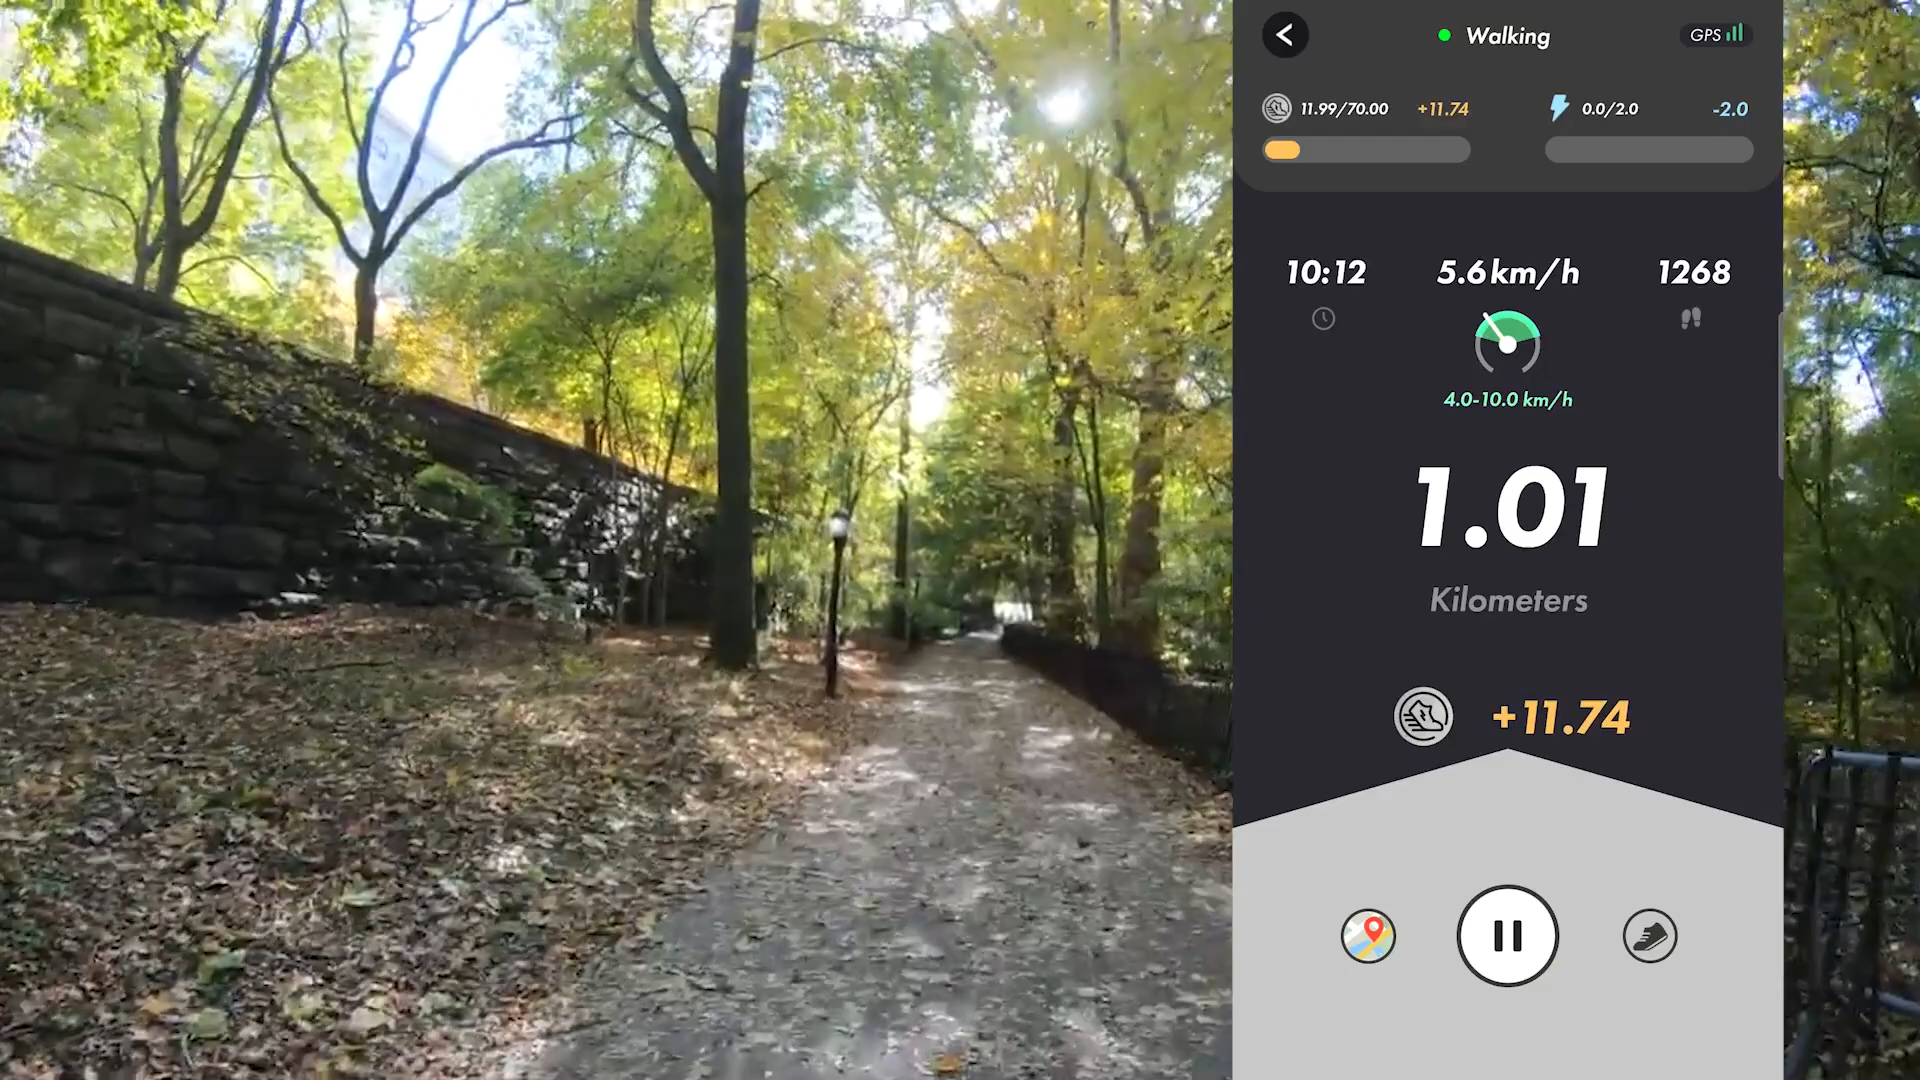 Walking
GPS
11.99/70.00 +11.74
0.0/2.0 -2.0
10:12
5.6km/h
1268
4.0-10.0 km/h
1.01
Kilometers
+11.74